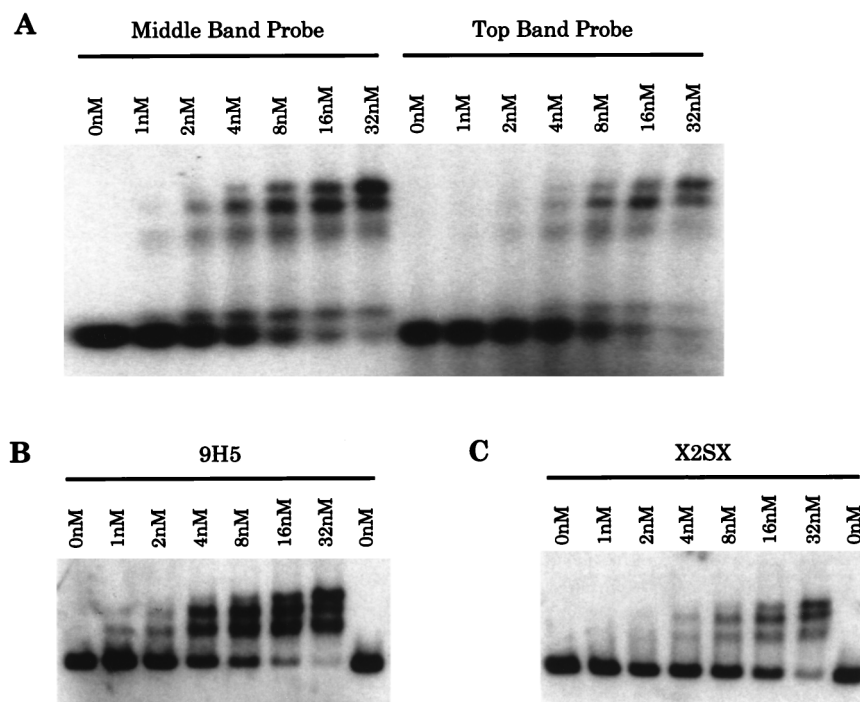 A
Middle Band Probe Top Band Probe
0nM 1nM 2nM 4nM 8nM 16nM 32nM 0nM 1nM 2nM 4nM 8nM 16nM 32nM
B 9H5
0nM 1nM 2nM 4nM 8nM 16nM 32nM 0nM
C X2SX
0nM 1nM 2nM 4nM 8nM 16nM 32nM 0nM